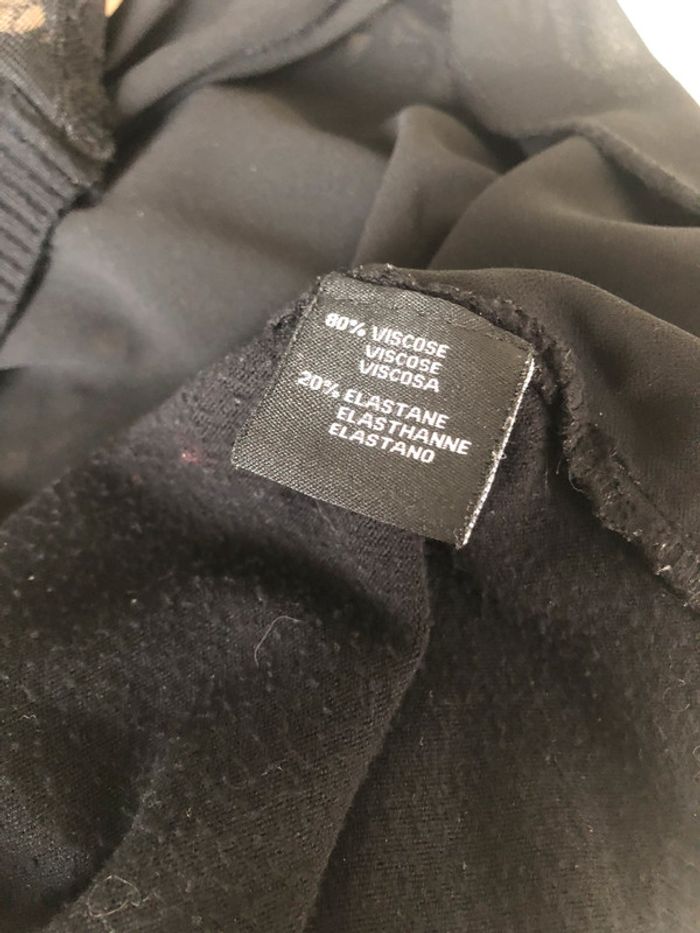 80% VISCOSE
VISCOSE
VISCOSA
20% ELASTANE
ELASTHANNE
ELASTANO